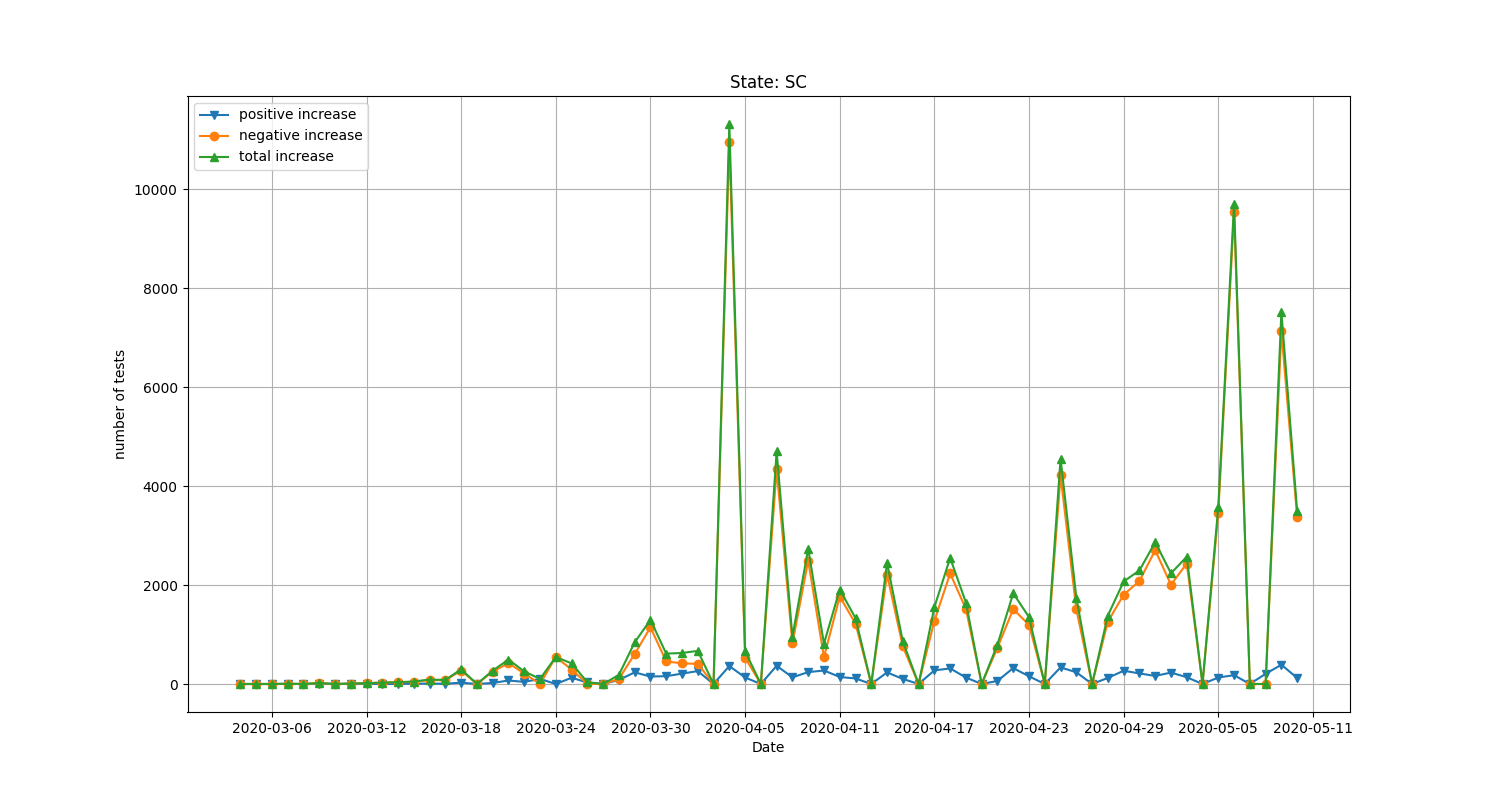 State: SC
positive increase
negative increase
total increase
number of tests
10000
8000
6000
4000
2000
0
2020-03-06 2020-03-12 2020-03-18 2020-03-24 2020-03-30 2020-04-05 2020-04-11 2020-04-17 2020-04-23 2020-04-29 2020-05-05 2020-05-11
Date